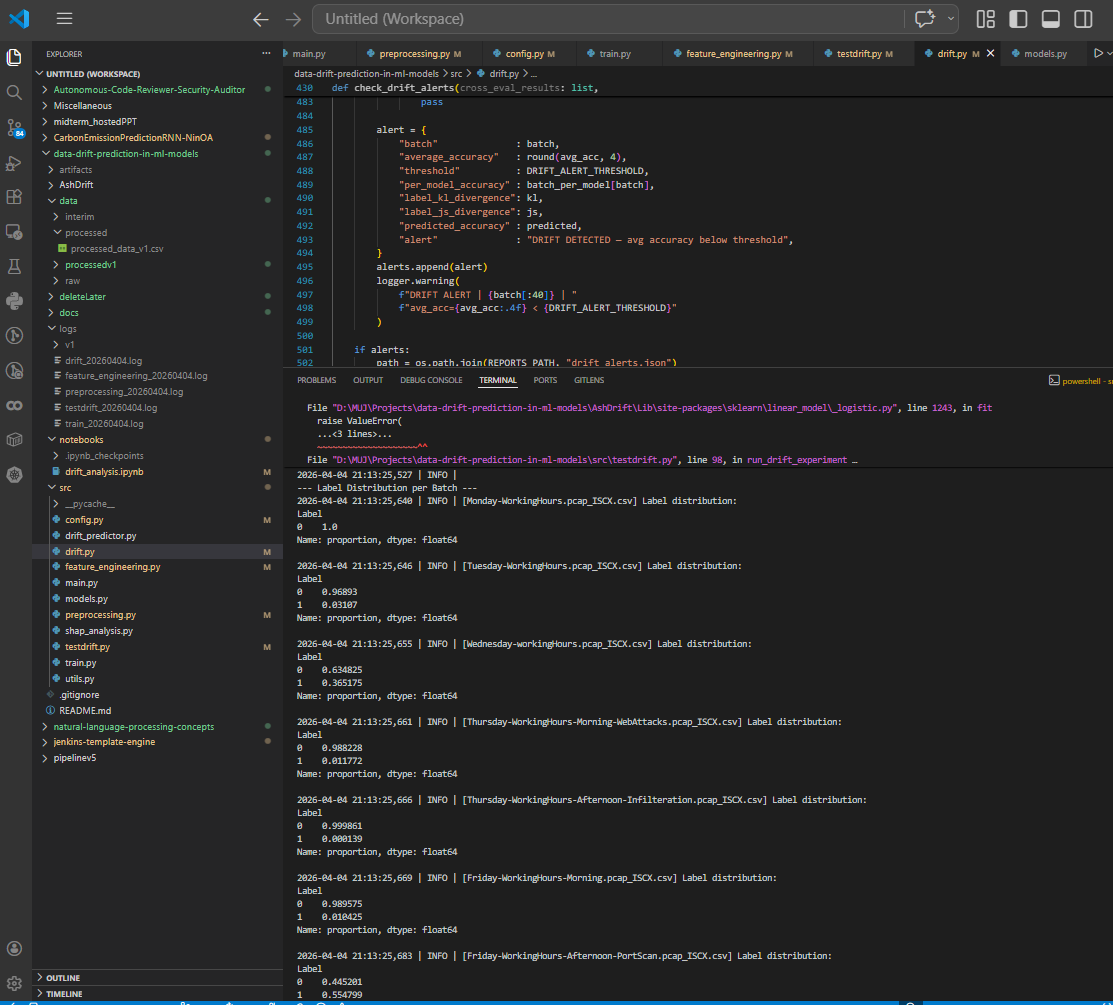 Untitled (Workspace)
EXPLORER
UNTITLED (WORKSPACE)
Autonomous-Code-Reviewer-Security-Auditor
Miscellaneous
midterm_hostedPPT
84
CarbonEmissionPredictionRNN-NinOA
data-drift-prediction-in-ml-models
artifacts
AshDrift
data
interim
processed
processed_data_v1.csv
processedv1
raw
deleteLater
docs
logs
v1
drift_20260404.log
feature_engineering_20260404.log
preprocessing_20260404.log
testdrift_20260404.log
train_20260404.log
notebooks
.ipynb_checkpoints
drift_analysis.ipynb M
src
__pycache__
config.py M
drift_predictor.py
drift.py M
feature_engineering.py M
main.py
models.py
preprocessing.py M
shap_analysis.py
testdrift.py M
train.py
utils.py
.gitignore
README.md
natural-language-processing-concepts
jenkins-template-engine
pipelinev5
OUTLINE
TIMELINE
main.py preprocessing.py M config.py M train.py feature_engineering.py M testdrift.py M drift.py M models.py
data-drift-prediction-in-ml-models > src > drift.py > ...
430 def check_drift_alerts(cross_eval_results: list,
483 pass
484
485 alert = {
486 "batch" : batch,
487 "average_accuracy" : round(avg_acc, 4),
488 "threshold" : DRIFT_ALERT_THRESHOLD,
489 "per_model_accuracy" : batch_per_model[batch],
490 "label_kl_divergence": kl,
491 "label_js_divergence": js,
492 "predicted_accuracy" : predicted,
493 "alert" : "DRIFT DETECTED — avg accuracy below threshold",
494 }
495 alerts.append(alert)
496 logger.warning(
497 f"DRIFT ALERT | {batch[:40]} | "
498 f"avg_acc={avg_acc:.4f} < {DRIFT_ALERT_THRESHOLD}"
499 )
500
501 if alerts:
502 path = os.path.join(REPORTS_PATH, "drift_alerts.json")
PROBLEMS OUTPUT DEBUG CONSOLE TERMINAL PORTS GITLENS
powershell
File "D:\MUJ\Projects\data-drift-prediction-in-ml-models\AshDrift\Lib\site-packages\sklearn\linear_model\_logistic.py", line 1243, in fit
raise ValueError(
...<3 lines>...
~~~~~~~~~~~~~~~~~~~~^^
File "D:\MUJ\Projects\data-drift-prediction-in-ml-models\src\testdrift.py", line 98, in run_drift_experiment …
2026-04-04 21:13:25,527 | INFO |
--- Label Distribution per Batch ---
2026-04-04 21:13:25,640 | INFO | [Monday-WorkingHours.pcap_ISCX.csv] Label distribution:
Label
0 1.0
Name: proportion, dtype: float64
2026-04-04 21:13:25,646 | INFO | [Tuesday-WorkingHours.pcap_ISCX.csv] Label distribution:
Label
0 0.96893
1 0.03107
Name: proportion, dtype: float64
2026-04-04 21:13:25,655 | INFO | [Wednesday-workingHours.pcap_ISCX.csv] Label distribution:
Label
0 0.634825
1 0.365175
Name: proportion, dtype: float64
2026-04-04 21:13:25,661 | INFO | [Thursday-WorkingHours-Morning-WebAttacks.pcap_ISCX.csv] Label distribution:
Label
0 0.988228
1 0.011772
Name: proportion, dtype: float64
2026-04-04 21:13:25,666 | INFO | [Thursday-WorkingHours-Afternoon-Infilteration.pcap_ISCX.csv] Label distribution:
Label
0 0.999861
1 0.000139
Name: proportion, dtype: float64
2026-04-04 21:13:25,669 | INFO | [Friday-WorkingHours-Morning.pcap_ISCX.csv] Label distribution:
Label
0 0.989575
1 0.010425
Name: proportion, dtype: float64
2026-04-04 21:13:25,683 | INFO | [Friday-WorkingHours-Afternoon-PortScan.pcap_ISCX.csv] Label distribution:
Label
0 0.445201
1 0.554799